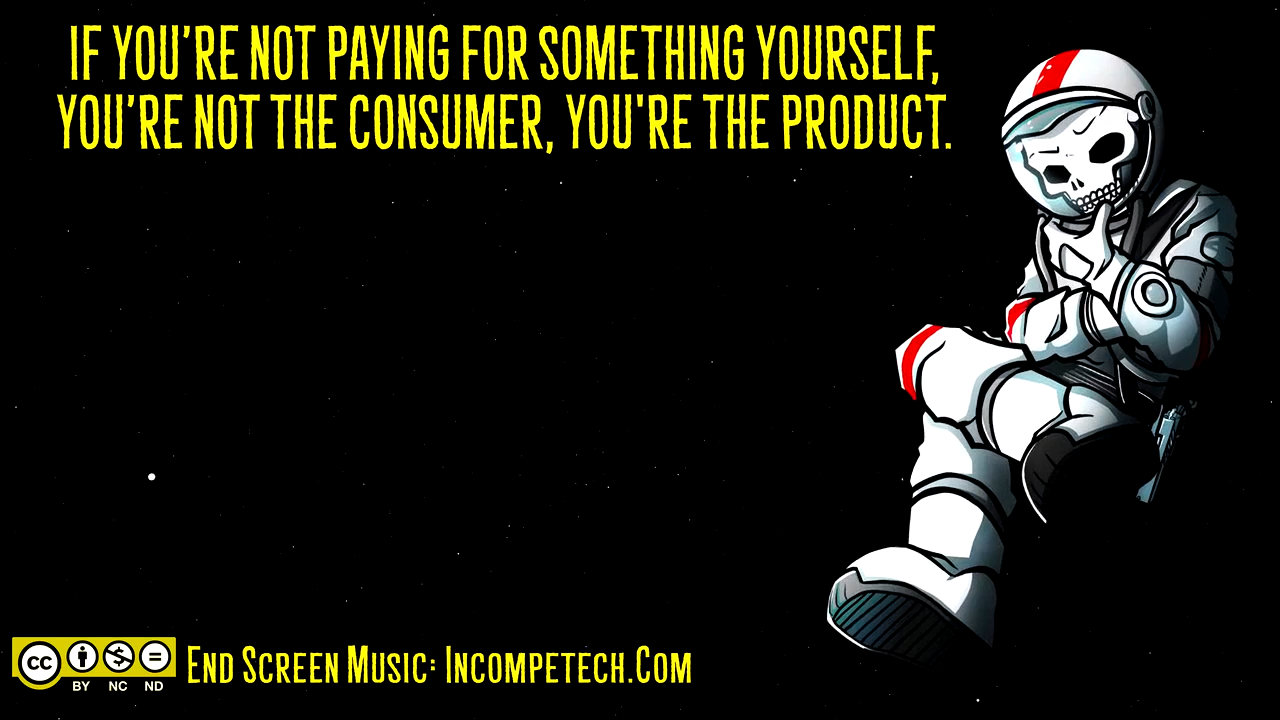 IF YOU’RE NOT PAYING FOR SOMETHING YOURSELF,
YOU’RE NOT THE CONSUMER, YOU'RE THE PRODUCT.
cc
BY NC ND
END SCREEN MUSIC: INCOMPETECH.COM